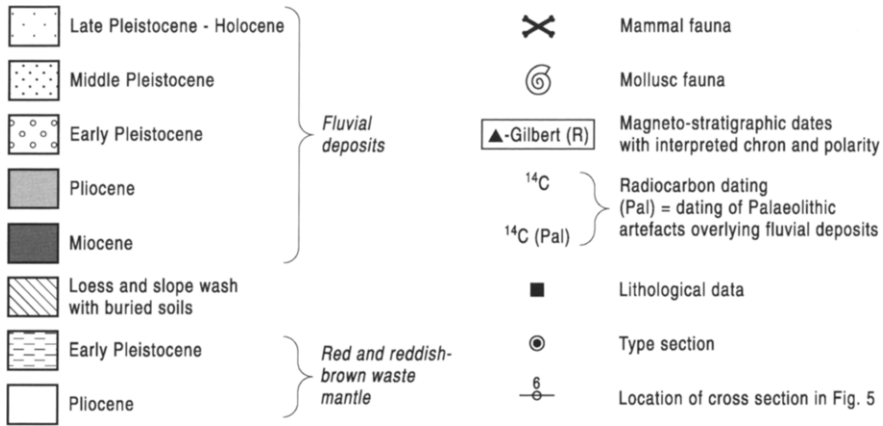 Late Pleistocene - Holocene
Middle Pleistocene
Early Pleistocene
Pliocene
Miocene
Fluvial
deposits
Loess and slope wash
with buried soils
Early Pleistocene
Pliocene
Red and reddish-
brown waste
mantle
Mammal fauna
Mollusc fauna
▲-Gilbert (R)
Magneto-stratigraphic dates
with interpreted chron and polarity
¹⁴C
¹⁴C (Pal)
Radiocarbon dating
(Pal) = dating of Palaeolithic
artefacts overlying fluvial deposits
Lithological data
Type section
6
Location of cross section in Fig. 5